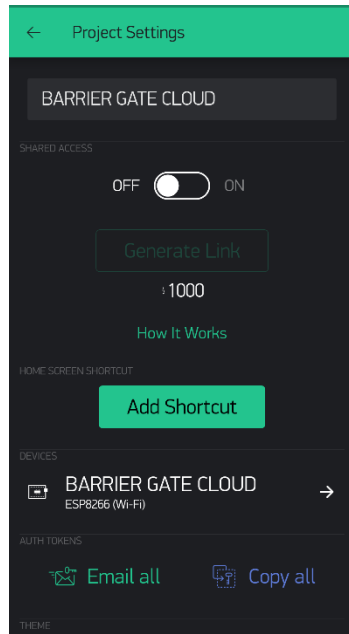 Project Settings
BARRIER GATE CLOUD
SHARED ACCESS
OFF ON
Generate Link
1000
How It Works
HOME SCREEN SHORTCUT
Add Shortcut
DEVICES
BARRIER GATE CLOUD
ESP8266 (Wi-Fi)
AUTH TOKENS
Email all Copy all
THEME